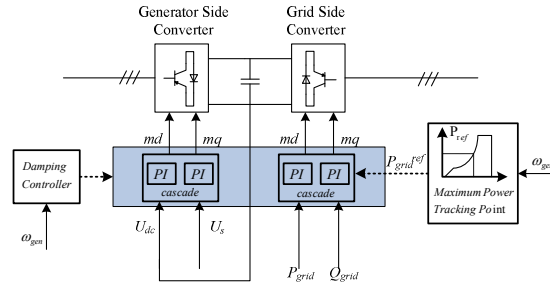 Generator Side
Converter
Grid Side
Converter
md
mq
md
mq
Damping
Controller
PI
PI
cascade
PI
PI
cascade
P_grid^ref
P_ref
Maximum Power
Tracking Point
ω_gen
ω_gen
U_dc
U_s
P_grid
Q_grid